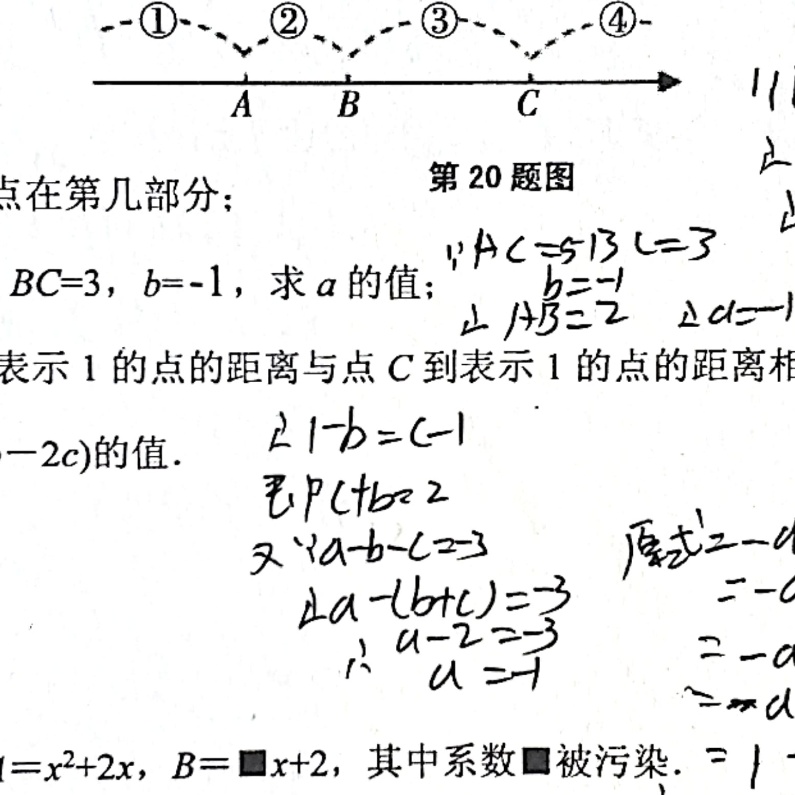 ① ② ③ ④
A B C
第 20 题图
点在第几部分；
BC=3，b=-1，求 a 的值；
∵AC=5 BC=3
b=-1
∴AB=2 ∴a=-1
表示 1 的点的距离与点 C 到表示 1 的点的距离相
-2c)的值．
∴1-b=c-1
即 c+b=2
又∵a-b-c=-3
∴a-(b+c)=-3
∴ a-2=-3
a=-1
原式=-a
=-a
=-a
=-a
=x²+2x，B=■x+2，其中系数■被污染．
=1-